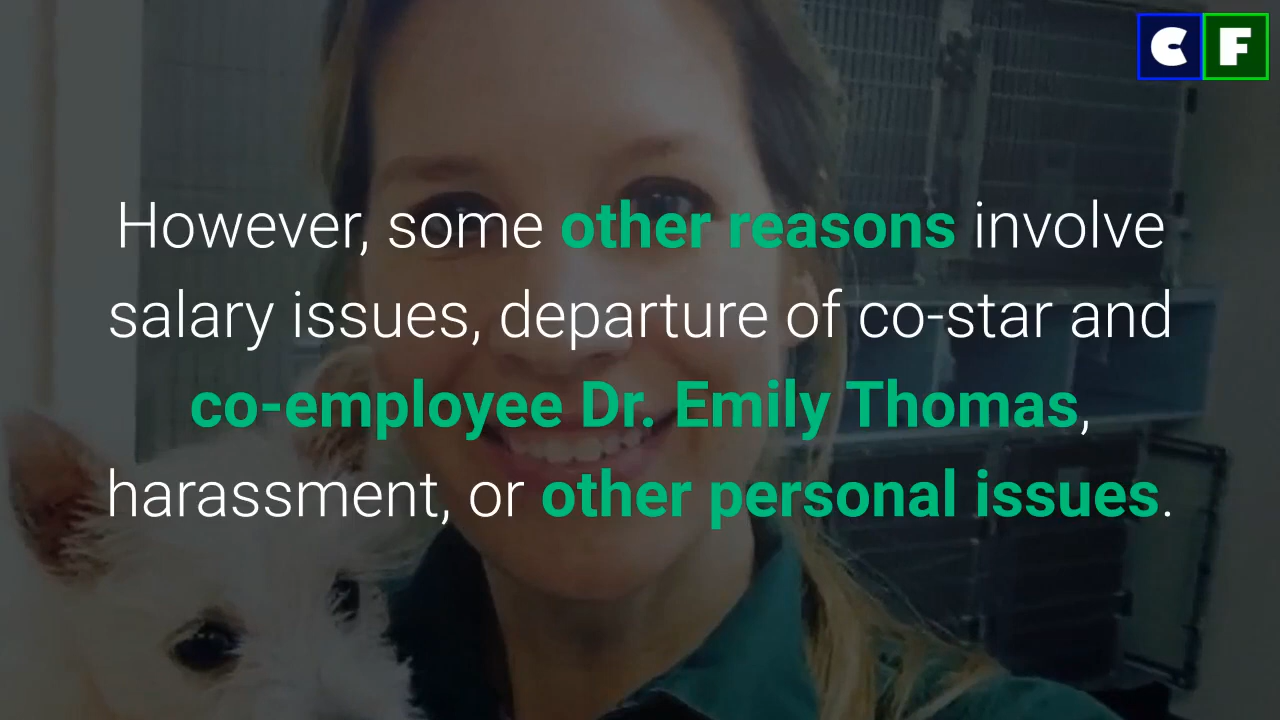 C F
However, some other reasons involve
salary issues, departure of co-star and
co-employee Dr. Emily Thomas,
harassment, or other personal issues.